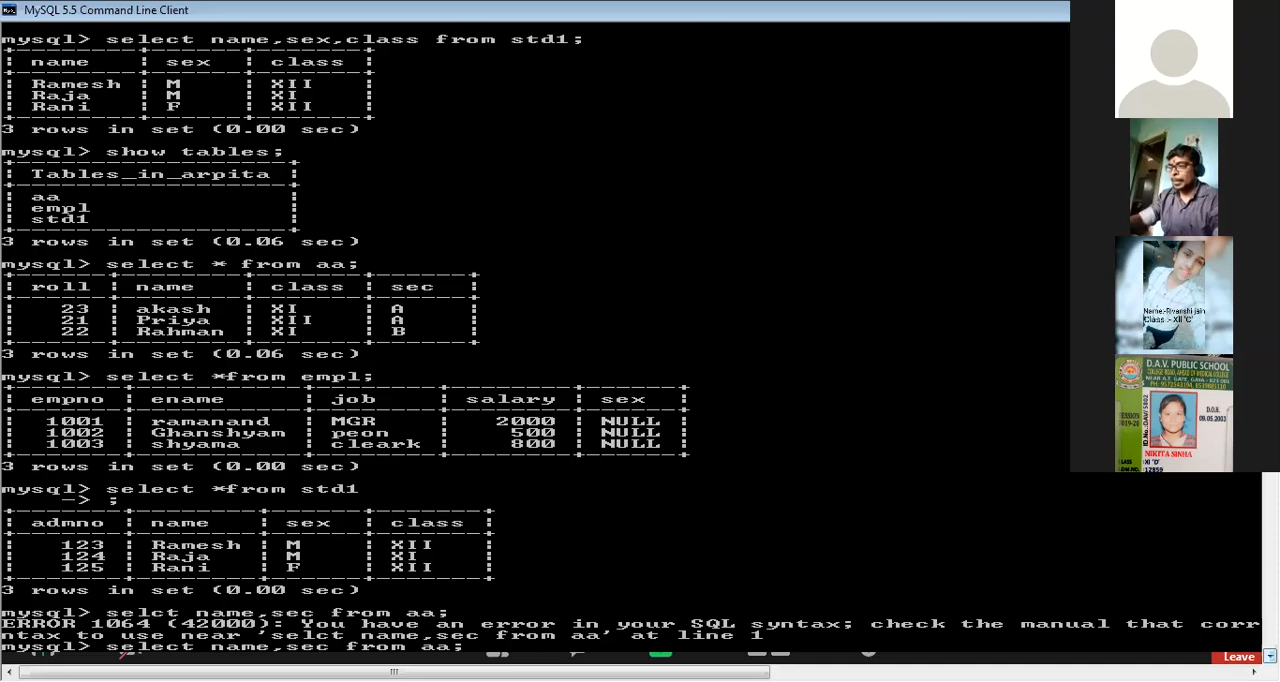 MySQL 5.5 Command Line Client
mysql> select name,sex,class from std1;
| name | sex | class |
| Ramesh | M | XII |
| Raja | M | XI |
| Rani | F | XII |
3 rows in set (0.00 sec)
mysql> show tables;
| Tables_in_arpita |
| aa |
| empl |
| std1 |
3 rows in set (0.06 sec)
mysql> select * from aa;
| roll | name | class | sec |
| 23 | akash | XI | A |
| 21 | Priya | XII | A |
| 22 | Rahman | XI | B |
3 rows in set (0.06 sec)
mysql> select *from empl;
| empno | ename | job | salary | sex |
| 1001 | ramanand | MGR | 2000 | NULL |
| 1002 | Ghanshyam | peon | 500 | NULL |
| 1003 | shyama | cleark | 800 | NULL |
3 rows in set (0.00 sec)
mysql> select *from std1
-> ;
| admno | name | sex | class |
| 123 | Ramesh | M | XII |
| 124 | Raja | M | XI |
| 125 | Rani | F | XII |
3 rows in set (0.00 sec)
mysql> selct name,sec from aa;
ERROR 1064 (42000): You have an error in your SQL syntax; check the manual that corr
ntax to use near 'selct name,sec from aa' at line 1
mysql> select name,sec from aa;
Leave
Class :- XII 'C'
D.A.V. PUBLIC SCHOOL
D.O.B.
NIKITA SINHA